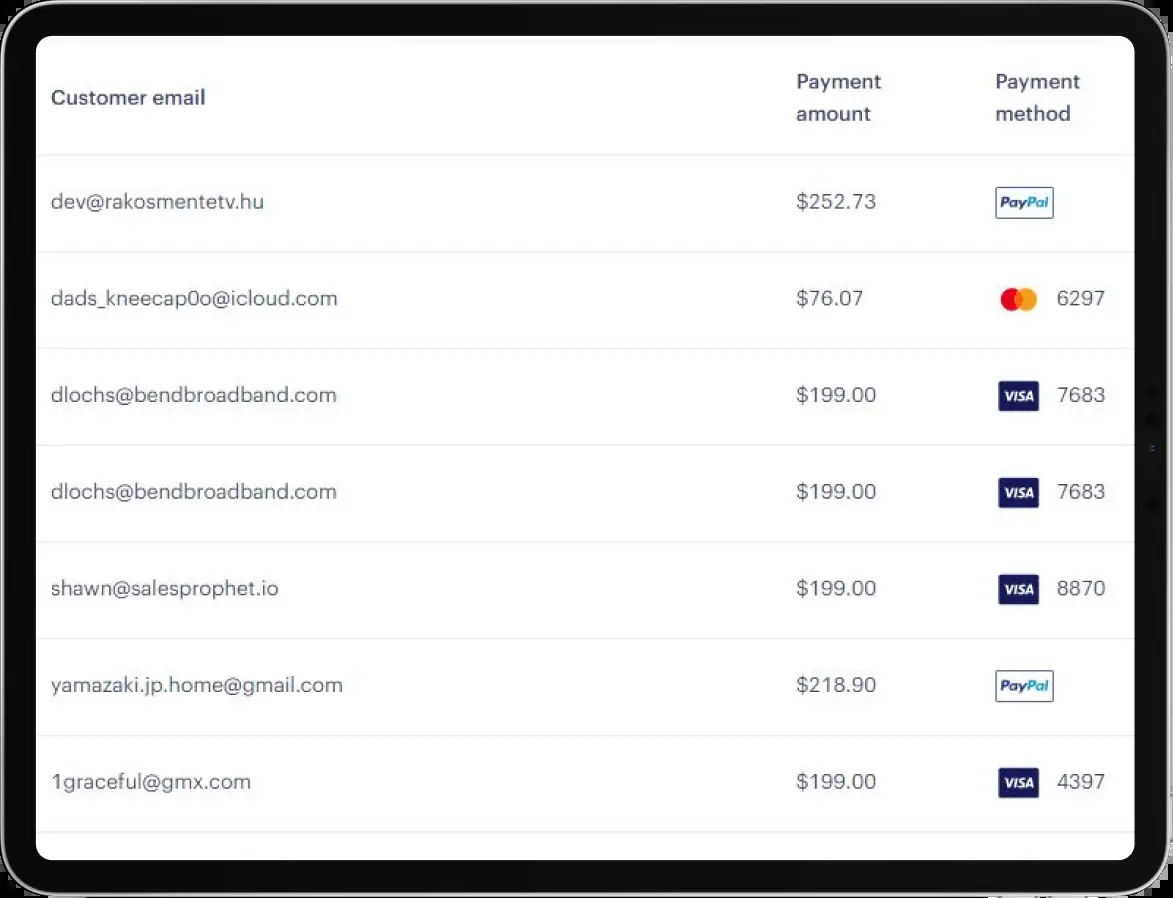 Customer email Payment amount Payment method
dev@rakosmentetv.hu $252.73 PayPal
dads_kneecap0o@icloud.com $76.07 6297
dlochs@bendbroadband.com $199.00 VISA 7683
dlochs@bendbroadband.com $199.00 VISA 7683
shawn@salesprophet.io $199.00 VISA 8870
yamazaki.jp.home@gmail.com $218.90 PayPal
1graceful@gmx.com $199.00 VISA 4397